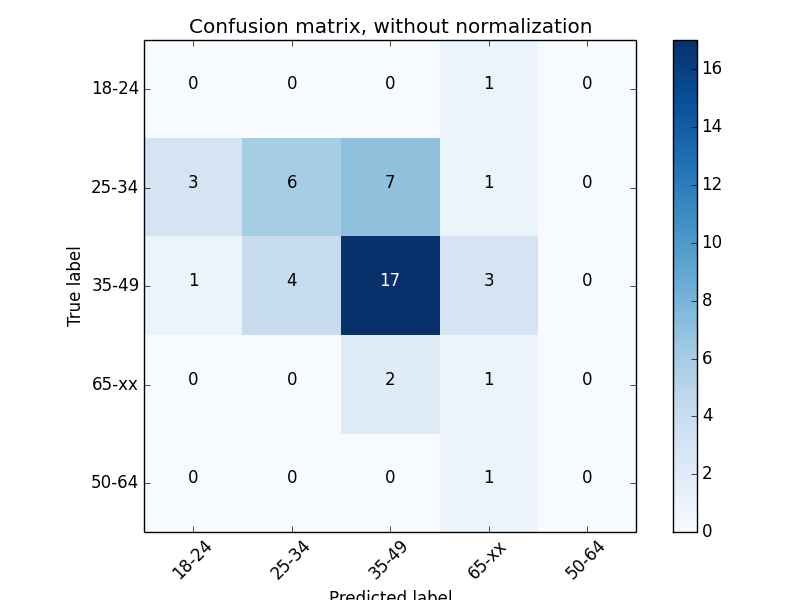 Confusion matrix, without normalization
18-24 0 0 0 1 0
25-34 3 6 7 1 0
35-49 1 4 17 3 0
65-xx 0 0 2 1 0
50-64 0 0 0 1 0
18-24 25-34 35-49 65-xx 50-64
True label
Predicted label
16
14
12
10
8
6
4
2
0